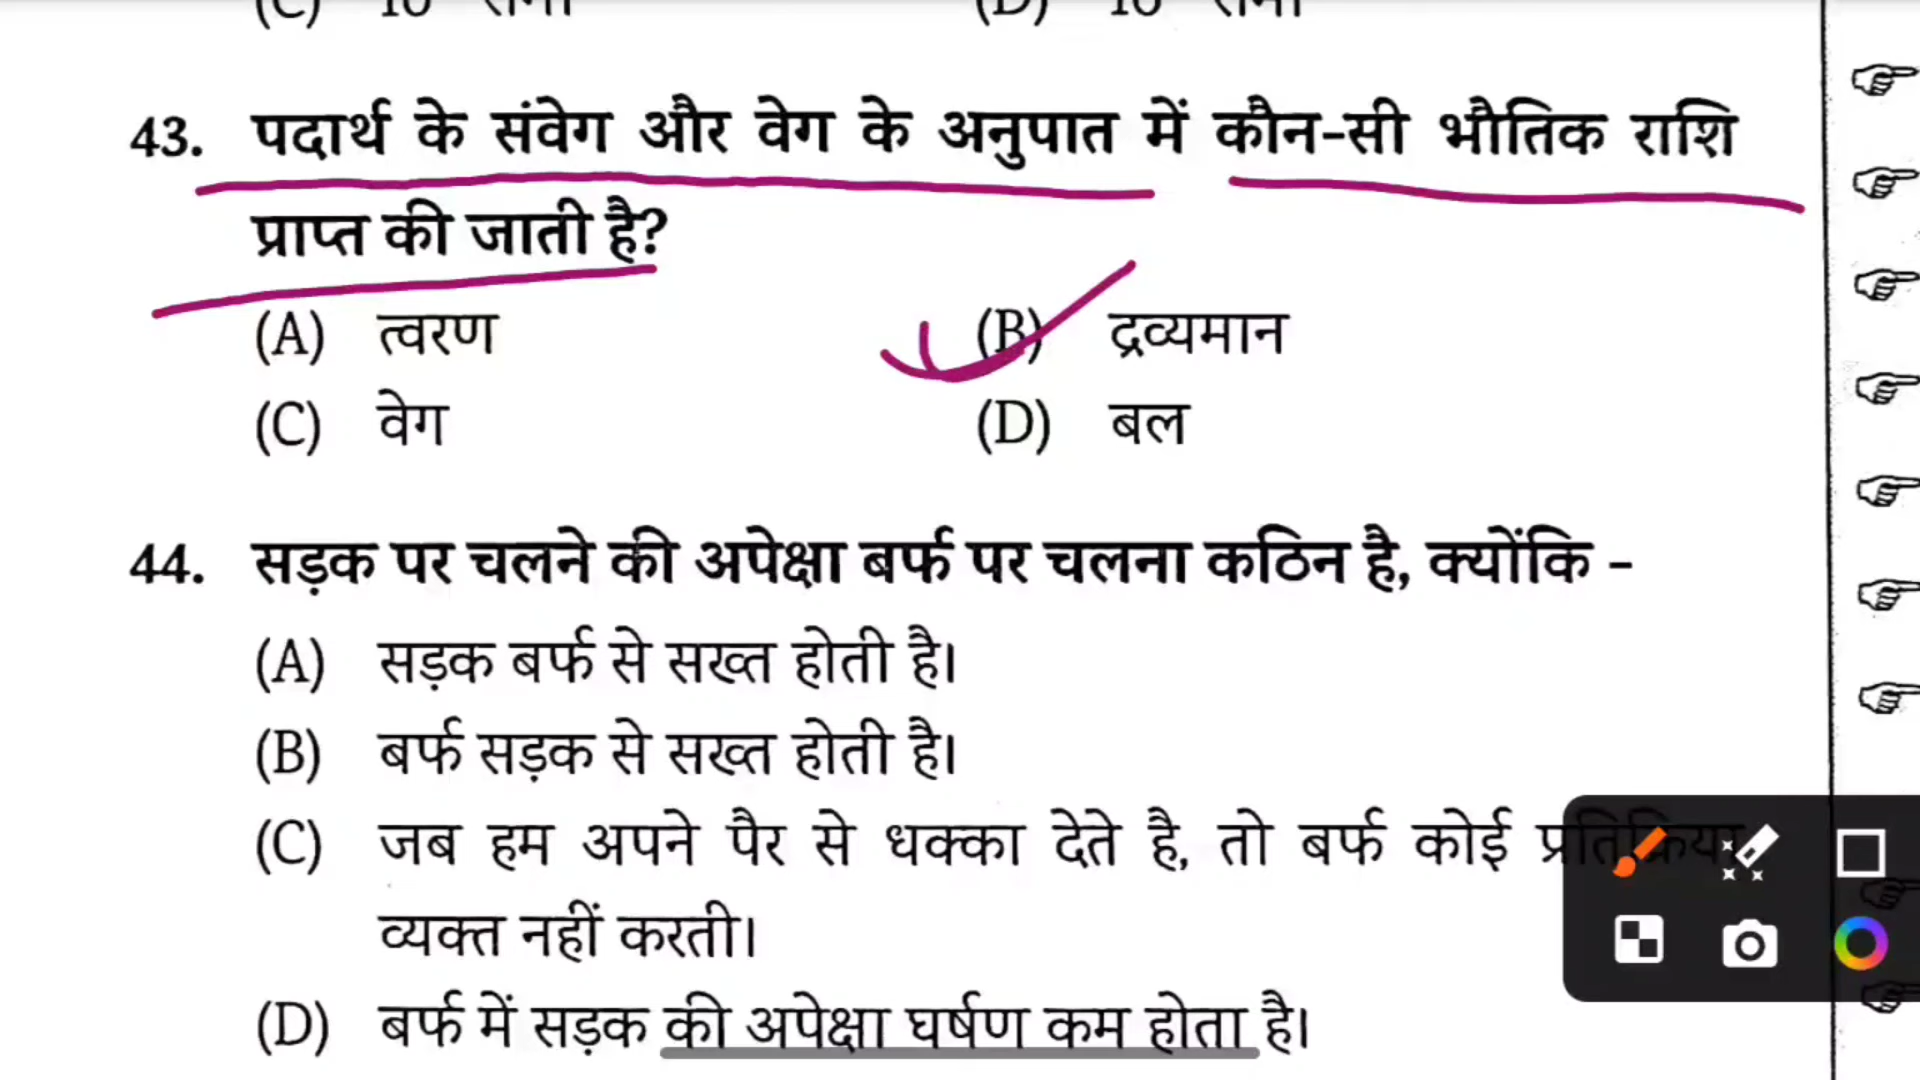 43. पदार्थ के संवेग और वेग के अनुपात में कौन-सी भौतिक राशि
प्राप्त की जाती है?
(A) त्वरण (B) द्रव्यमान
(C) वेग (D) बल
44. सड़क पर चलने की अपेक्षा बर्फ पर चलना कठिन है, क्योंकि -
(A) सड़क बर्फ से सख्त होती है।
(B) बर्फ सड़क से सख्त होती है।
(C) जब हम अपने पैर से धक्का देते है, तो बर्फ कोई प्रतिक्रिया
व्यक्त नहीं करती।
(D) बर्फ में सड़क की अपेक्षा घर्षण कम होता है।